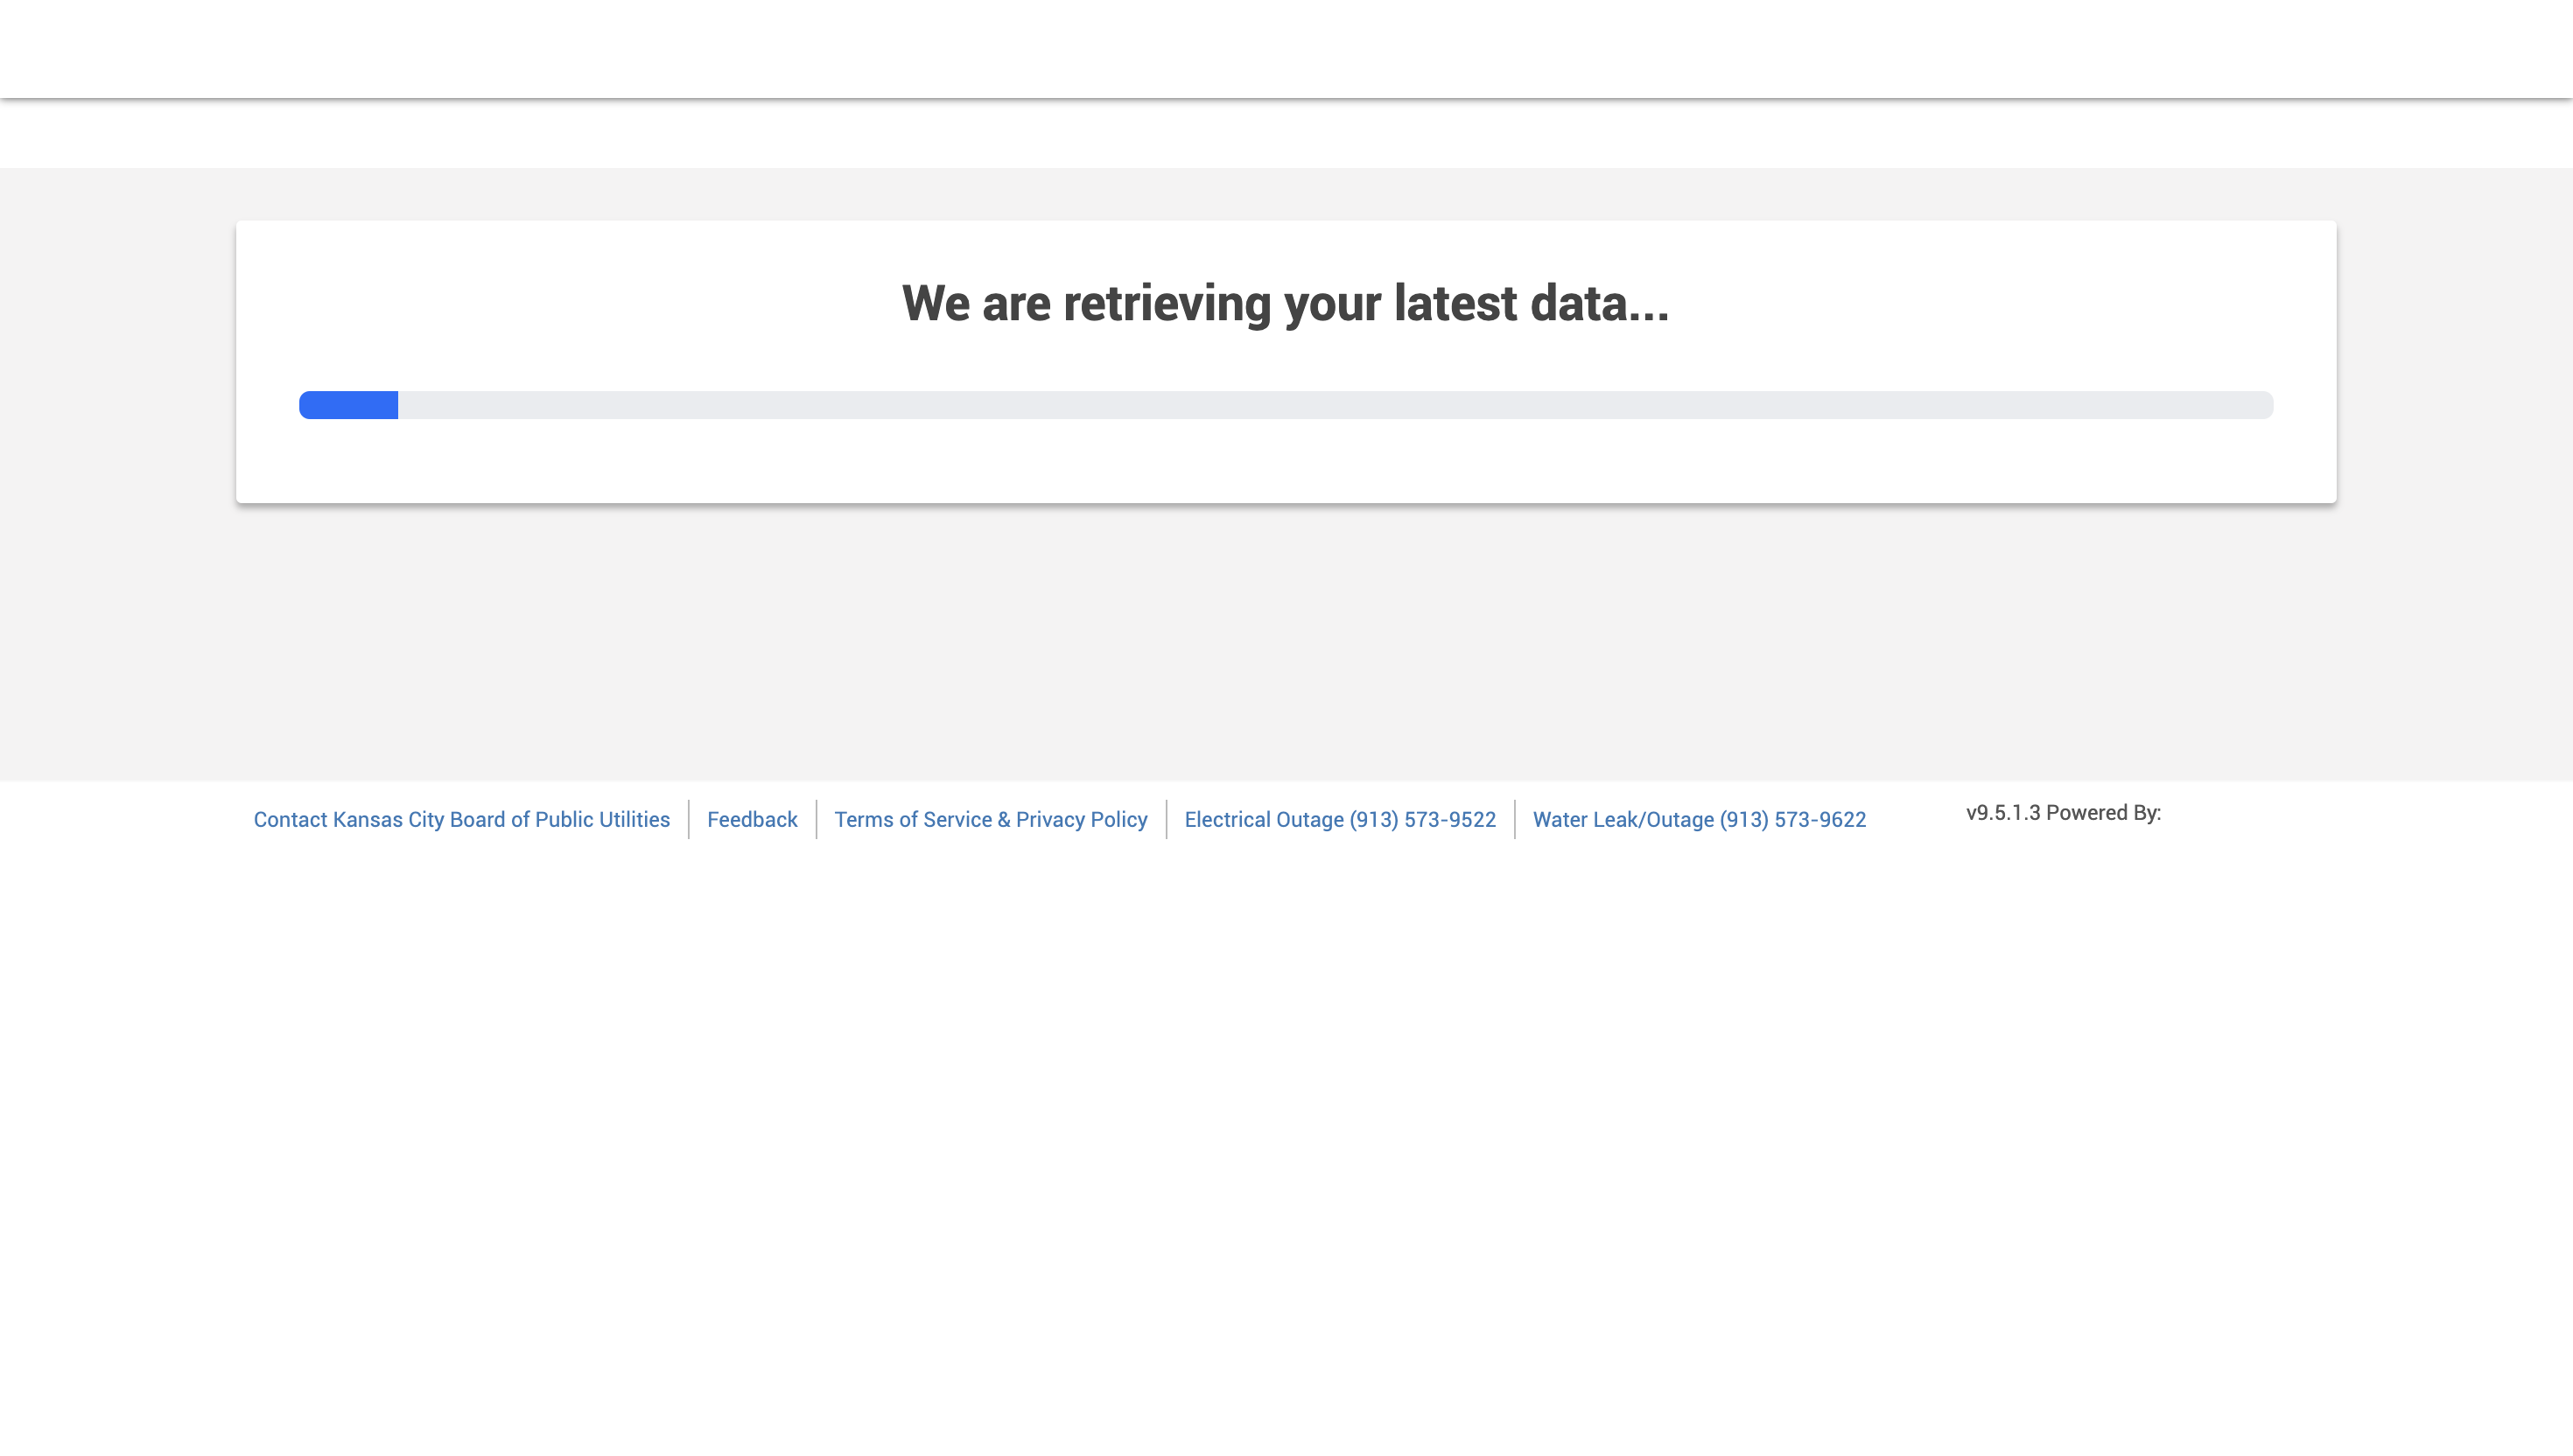 We are retrieving your latest data...
Contact Kansas City Board of Public Utilities
Feedback
Terms of Service & Privacy Policy
Electrical Outage (913) 573-9522
Water Leak/Outage (913) 573-9622
v9.5.1.3 Powered By: